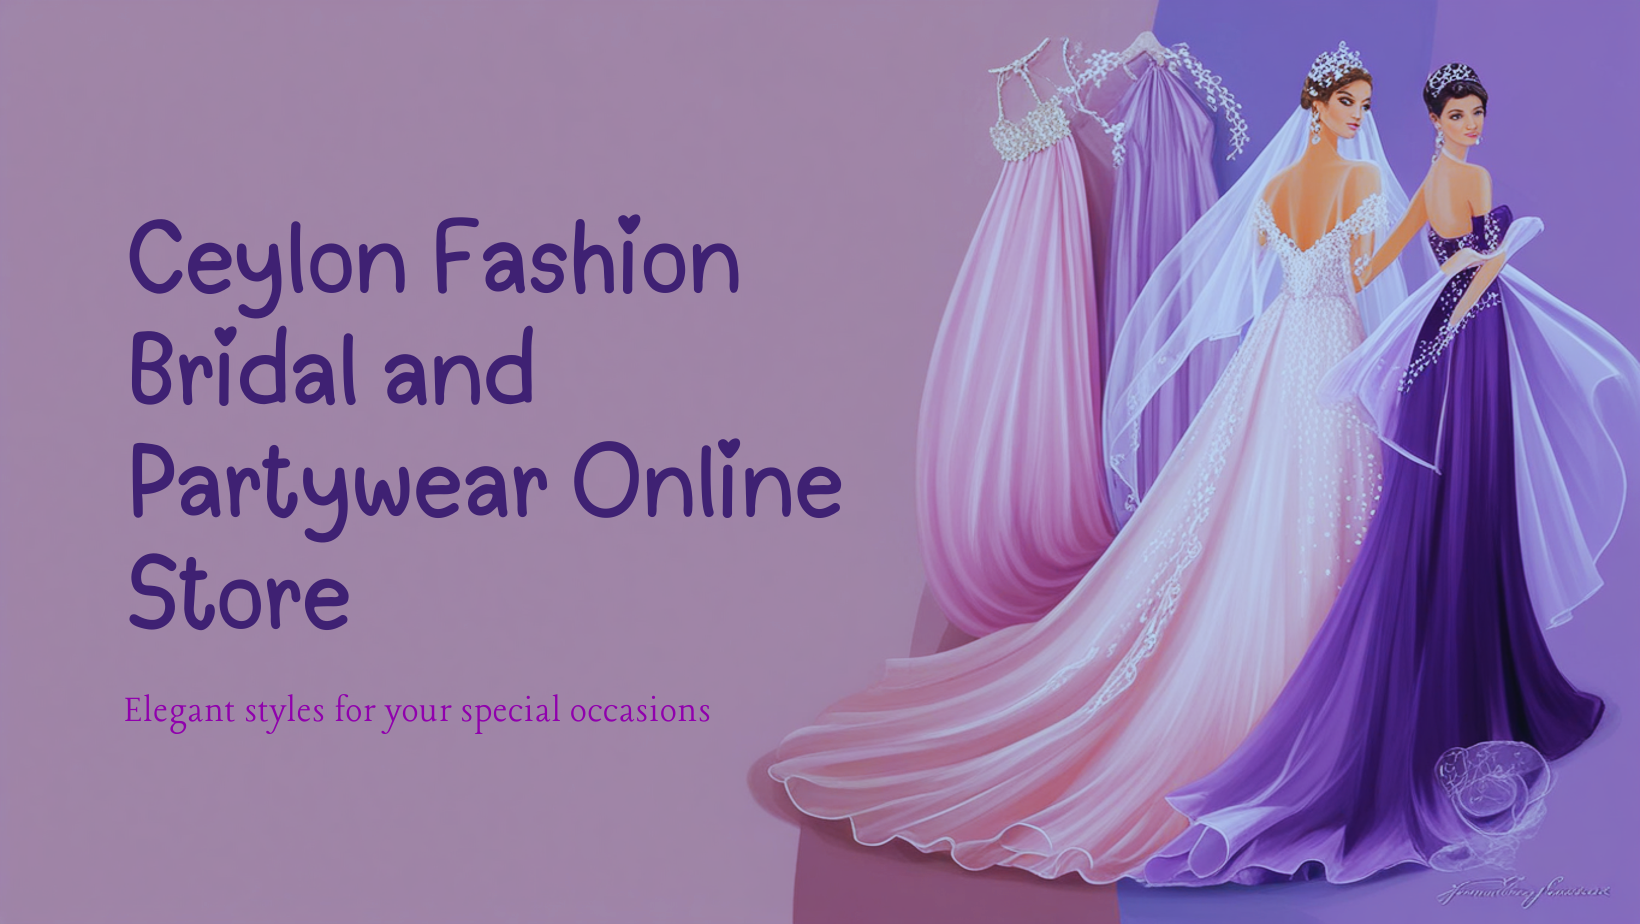 Ceylon Fashion
Bridal and
Partywear Online
Store
Elegant styles for your special occasions